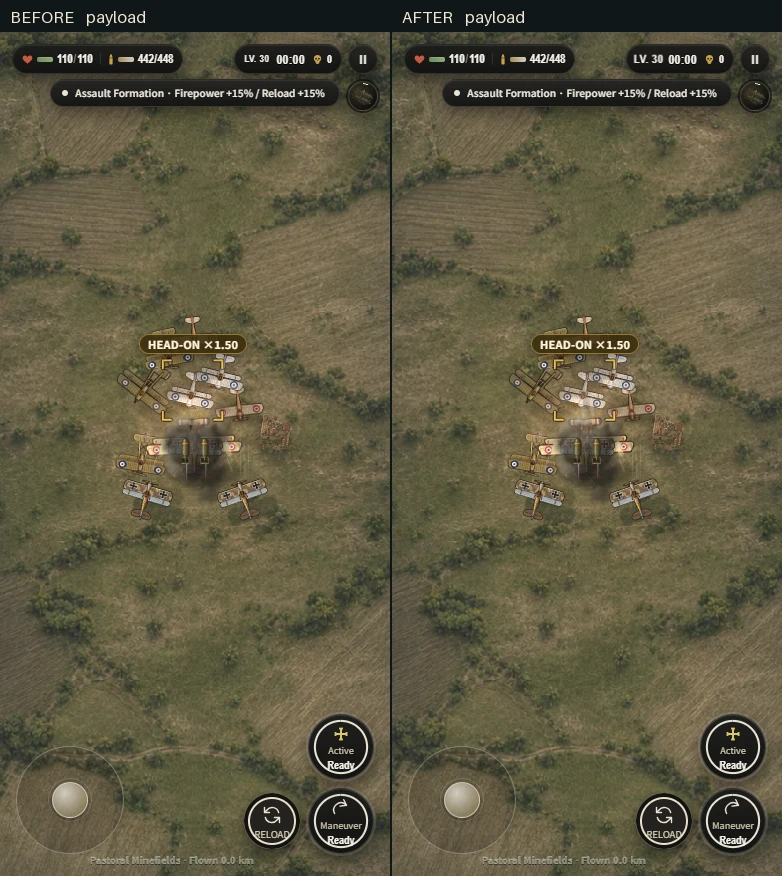 BEFORE payload
110/110 442/448 LV. 30 00:00 0
Assault Formation · Firepower +15% / Reload +15%
HEAD-ON ×1.50
Active
Ready
RELOAD
Maneuver
Ready
Pastoral Minefields · Flown 0.0 km
AFTER payload
110/110 442/448 LV. 30 00:00 0
Assault Formation · Firepower +15% / Reload +15%
HEAD-ON ×1.50
Active
Ready
RELOAD
Maneuver
Ready
Pastoral Minefields · Flown 0.0 km